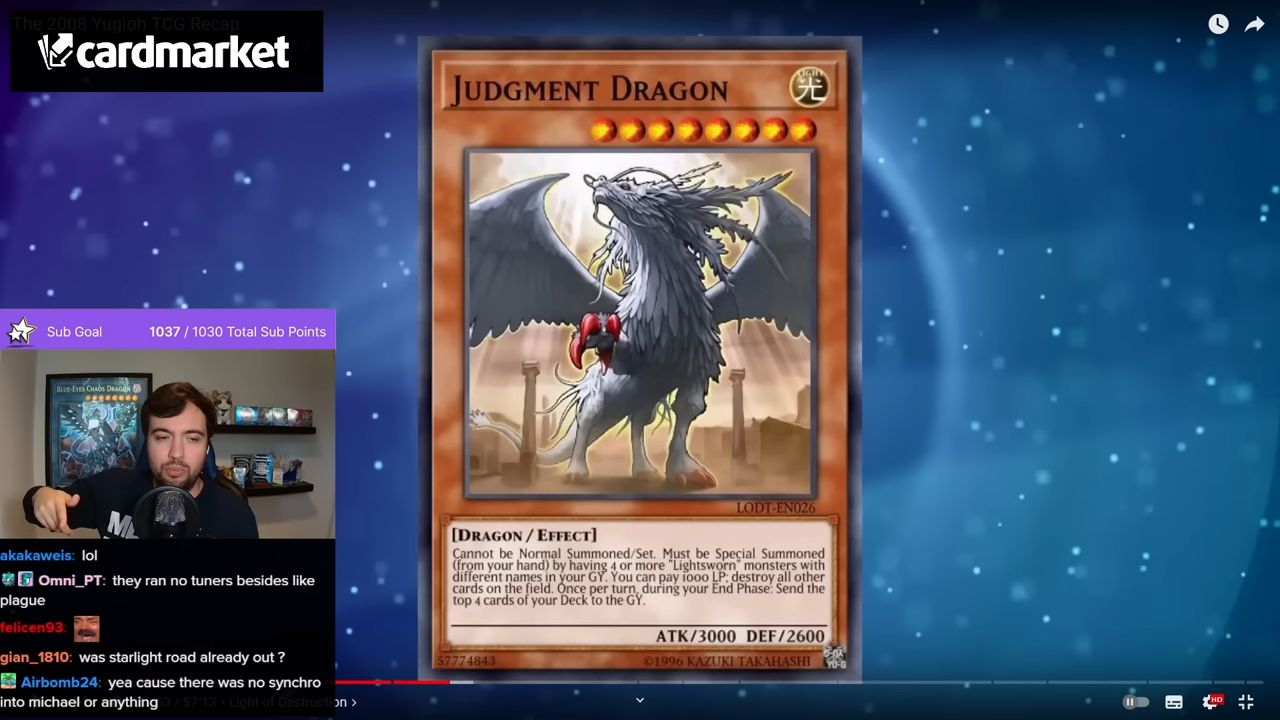 The 2008 Yugioh TCG Recap
cardmarket
JUDGMENT DRAGON
LIGHT
光
LODT-EN026
[DRAGON / EFFECT]
Cannot be Normal Summoned/Set. Must be Special Summoned
(from your hand) by having 4 or more "Lightsworn" monsters with
different names in your GY. You can pay 1000 LP; destroy all other
cards on the field. Once per turn, during your End Phase: Send the
top 4 cards of your Deck to the GY.
ATK/3000 DEF/2600
57774843
©1996 KAZUKI TAKAHASHI
Sub Goal 1037 / 1030 Total Sub Points
BLUE-EYES CHAOS DRAGON
akakaweis: lol
Omni_PT: they ran no tuners besides like
plague
felicen93:
gian_1810: was starlight road already out ?
Airbomb24: yea cause there was no synchro
into michael or anything
57:13 • Light of Destruction >
HD